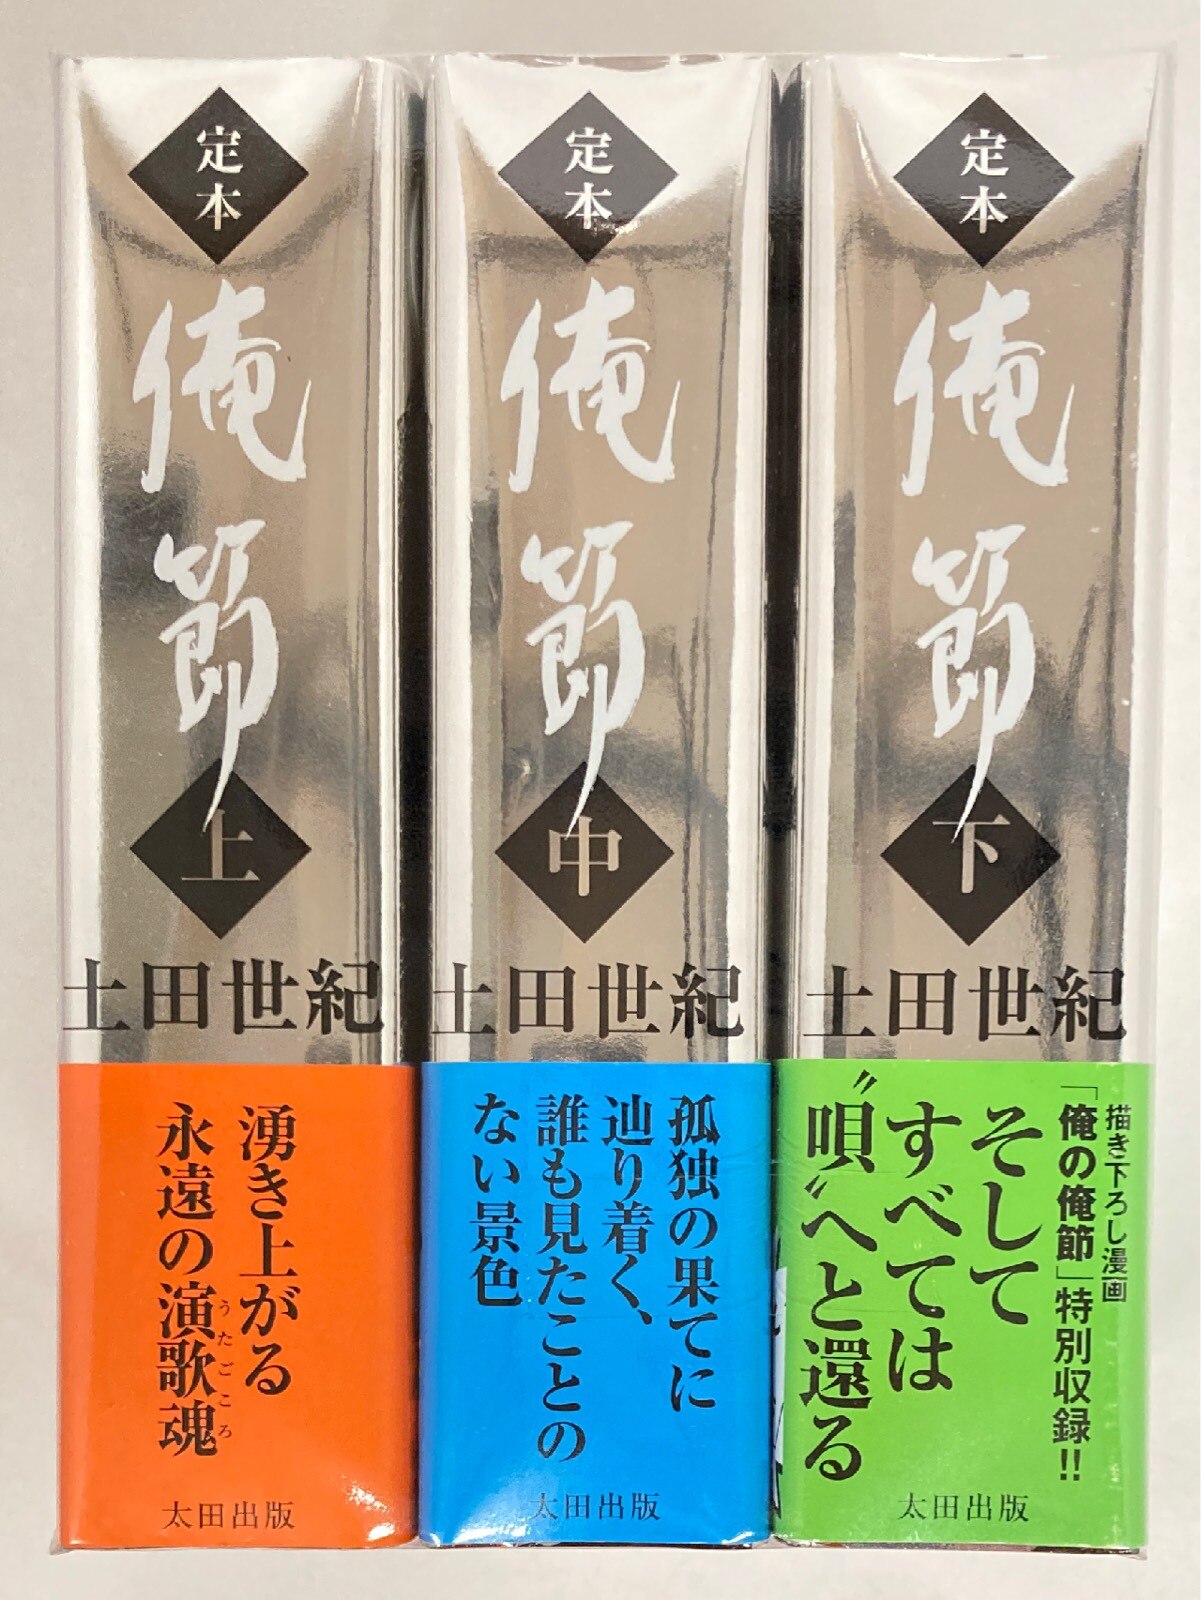 定本
俺節
上
土田世紀
湧き上がる
永遠の演歌魂
うたごころ
太田出版
定本
俺節
中
土田世紀
孤独の果てに
辿り着く、
誰も見たことの
ない景色
太田出版
定本
俺節
下
土田世紀
描き下ろし漫画
「俺の俺節」特別収録!!
そして
すべては
〝唄〟へと還る
太田出版